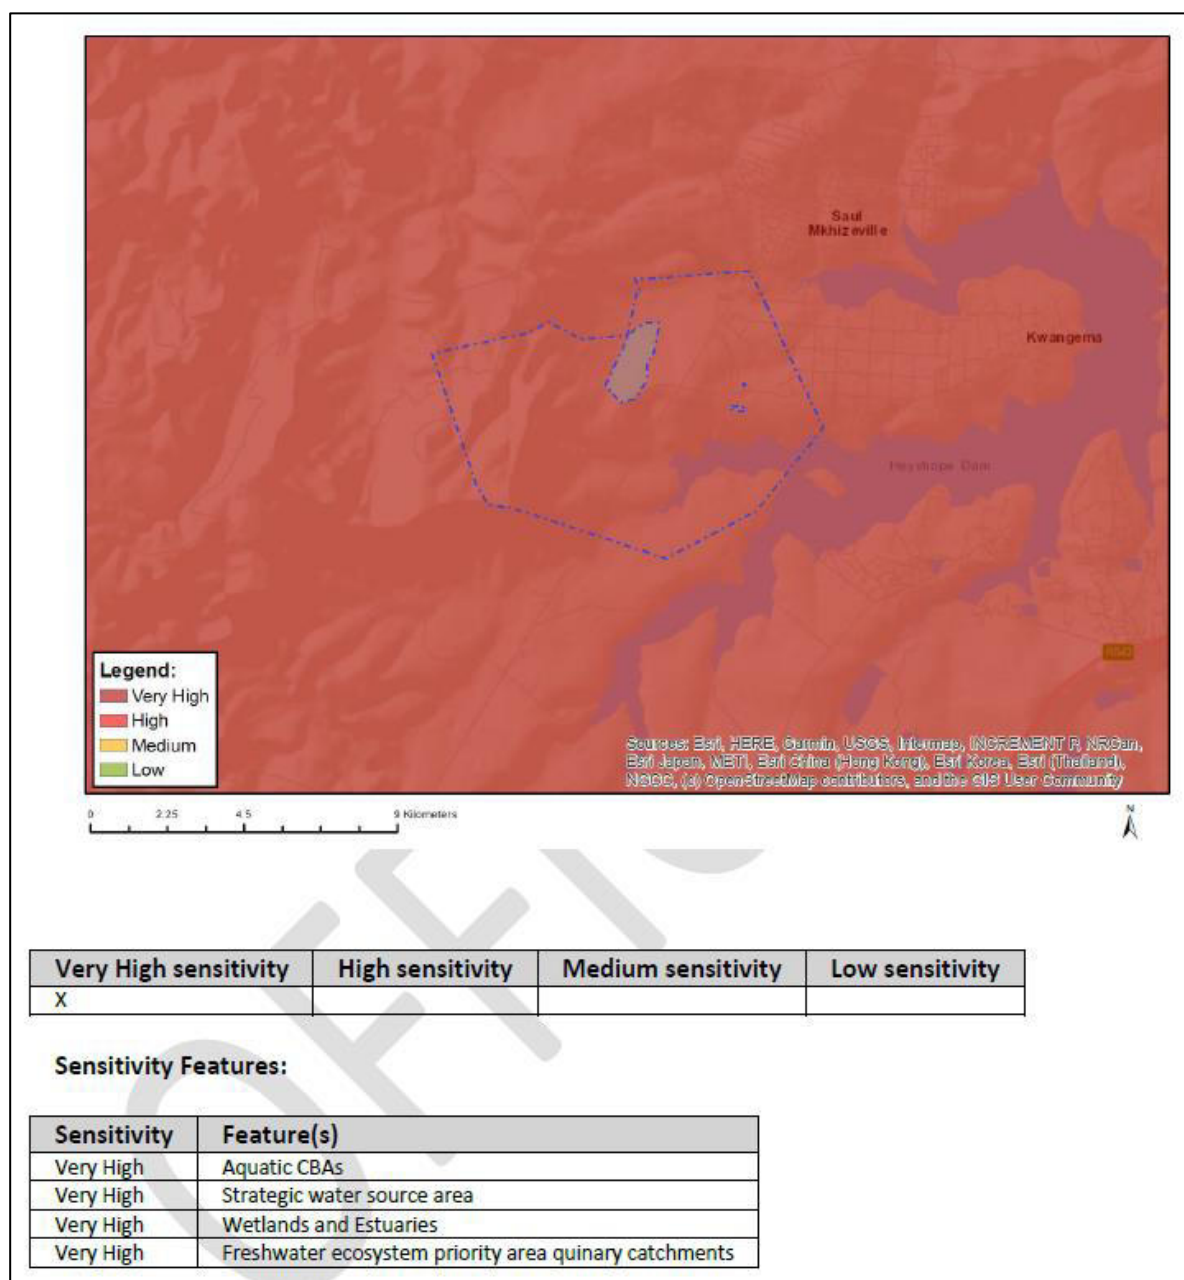 Saul
Mkhizeville
Kwangema
Heyshope Dam
R543
Legend:
Very High
High
Medium
Low
Sources: Esri, HERE, Garmin, USGS, Intermap, INCREMENT P, NRCan,
Esri Japan, METI, Esri China (Hong Kong), Esri Korea, Esri (Thailand),
NGCC, (c) OpenStreetMap contributors, and the GIS User Community
0 2.25 4.5 9 Kilometers
N
Very High sensitivity High sensitivity Medium sensitivity Low sensitivity
X
Sensitivity Features:
Sensitivity Feature(s)
Very High Aquatic CBAs
Very High Strategic water source area
Very High Wetlands and Estuaries
Very High Freshwater ecosystem priority area quinary catchments
OFFIC